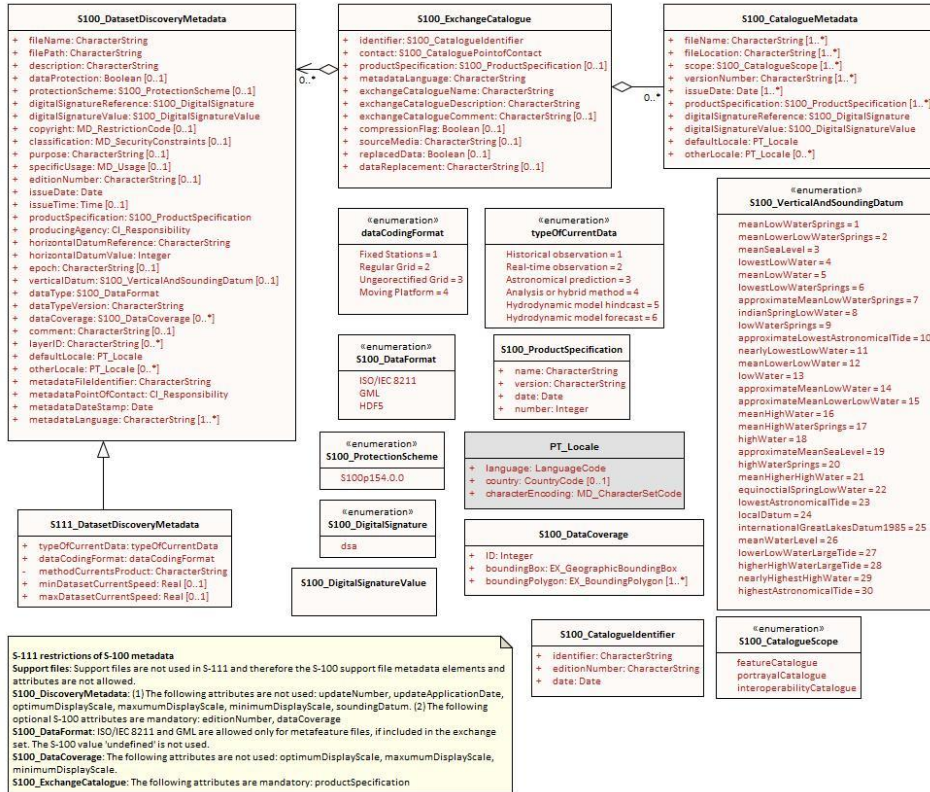 S100_DatasetDiscoveryMetadata
+ fileName: CharacterString
+ filePath: CharacterString
+ description: CharacterString
+ dataProtection: Boolean [0..1]
+ protectionScheme: S100_ProtectionScheme [0..1]
+ digitalSignatureReference: S100_DigitalSignature
+ digitalSignatureValue: S100_DigitalSignatureValue
+ copyright: MD_RestrictionCode [0..1]
+ classification: MD_SecurityConstraints [0..1]
+ purpose: CharacterString [0..1]
+ specificUsage: MD_Usage [0..1]
+ editionNumber: CharacterString [0..1]
+ issueDate: Date
+ issueTime: Time [0..1]
+ productSpecification: S100_ProductSpecification
+ producingAgency: CI_Responsibility
+ horizontalDatumReference: CharacterString
+ horizontalDatumValue: Integer
+ epoch: CharacterString [0..1]
+ verticalDatum: S100_VerticalAndSoundingDatum [0..1]
+ dataType: S100_DataFormat
+ dataTypeVersion: CharacterString
+ dataCoverage: S100_DataCoverage [0..*]
+ comment: CharacterString [0..1]
+ layerID: CharacterString [0..*]
+ defaultLocale: PT_Locale
+ otherLocale: PT_Locale [0..*]
+ metadataFileIdentifier: CharacterString
+ metadataPointOfContact: CI_Responsibility
+ metadataDateStamp: Date
+ metadataLanguage: CharacterString [1..*]
0..*
S100_ExchangeCatalogue
+ identifier: S100_CatalogueIdentifier
+ contact: S100_CataloguePointofContact
+ productSpecification: S100_ProductSpecification [0..1]
+ metadataLanguage: CharacterString
+ exchangeCatalogueName: CharacterString
+ exchangeCatalogueDescription: CharacterString
+ exchangeCatalogueComment: CharacterString [0..1]
+ compressionFlag: Boolean [0..1]
+ sourceMedia: CharacterString [0..1]
+ replacedData: Boolean [0..1]
+ dataReplacement: CharacterString [0..1]
0..*
S100_CatalogueMetadata
+ fileName: CharacterString [1..*]
+ fileLocation: CharacterString [1..*]
+ scope: S100_CatalogueScope [1..*]
+ versionNumber: CharacterString [1..*]
+ issueDate: Date [1..*]
+ productSpecification: S100_ProductSpecification [1..*]
+ digitalSignatureReference: S100_DigitalSignature
+ digitalSignatureValue: S100_DigitalSignatureValue
+ defaultLocale: PT_Locale
+ otherLocale: PT_Locale [0..*]
«enumeration»
dataCodingFormat
Fixed Stations = 1
Regular Grid = 2
Ungeorectified Grid = 3
Moving Platform = 4
«enumeration»
typeOfCurrentData
Historical observation = 1
Real-time observation = 2
Astronomical prediction = 3
Analysis or hybrid method = 4
Hydrodynamic model hindcast = 5
Hydrodynamic model forecast = 6
«enumeration»
S100_VerticalAndSoundingDatum
meanLowWaterSprings = 1
meanLowerLowWaterSprings = 2
meanSeaLevel = 3
lowestLowWater = 4
meanLowWater = 5
lowestLowWaterSprings = 6
approximateMeanLowWaterSprings = 7
indianSpringLowWater = 8
lowWaterSprings = 9
approximateLowestAstronomicalTide = 10
nearlyLowestLowWater = 11
meanLowerLowWater = 12
lowWater = 13
approximateMeanLowWater = 14
approximateMeanLowerLowWater = 15
meanHighWater = 16
meanHighWaterSprings = 17
highWater = 18
approximateMeanSeaLevel = 19
highWaterSprings = 20
meanHigherHighWater = 21
equinoctialSpringLowWater = 22
lowestAstronomicalTide = 23
localDatum = 24
internationalGreatLakesDatum1985 = 25
meanWaterLevel = 26
lowerLowWaterLargeTide = 27
higherHighWaterLargeTide = 28
nearlyHighestHighWater = 29
highestAstronomicalTide = 30
«enumeration»
S100_DataFormat
ISO/IEC 8211
GML
HDF5
S100_ProductSpecification
+ name: CharacterString
+ version: CharacterString
+ date: Date
+ number: Integer
«enumeration»
S100_ProtectionScheme
S100p154.0.0
PT_Locale
+ language: LanguageCode
+ country: CountryCode [0..1]
+ characterEncoding: MD_CharacterSetCode
S111_DatasetDiscoveryMetadata
+ typeOfCurrentData: typeOfCurrentData
+ dataCodingFormat: dataCodingFormat
- methodCurrentsProduct: CharacterString
+ minDatasetCurrentSpeed: Real [0..1]
+ maxDatasetCurrentSpeed: Real [0..1]
«enumeration»
S100_DigitalSignature
dsa
S100_DataCoverage
+ ID: Integer
+ boundingBox: EX_GeographicBoundingBox
+ boundingPolygon: EX_BoundingPolygon [1..*]
S100_DigitalSignatureValue
S100_CatalogueIdentifier
+ identifier: CharacterString
+ editionNumber: CharacterString
+ date: Date
«enumeration»
S100_CatalogueScope
featureCatalogue
portrayalCatalogue
interoperabilityCatalogue
S-111 restrictions of S-100 metadata
Support files: Support files are not used in S-111 and therefore the S-100 support file metadata elements and
attributes are not allowed.
S100_DiscoveryMetadata: (1) The following attributes are not used: updateNumber, updateApplicationDate,
optimumDisplayScale, maxumumDisplayScale, minimumDisplayScale, soundingDatum. (2) The following
optional S-100 attributes are mandatory: editionNumber, dataCoverage
S100_DataFormat: ISO/IEC 8211 and GML are allowed only for metafeature files, if included in the exchange
set. The S-100 value 'undefined' is not used.
S100_DataCoverage: The following attributes are not used: optimumDisplayScale, maxumumDisplayScale,
minimumDisplayScale.
S100_ExchangeCatalogue: The following attributes are mandatory: productSpecification